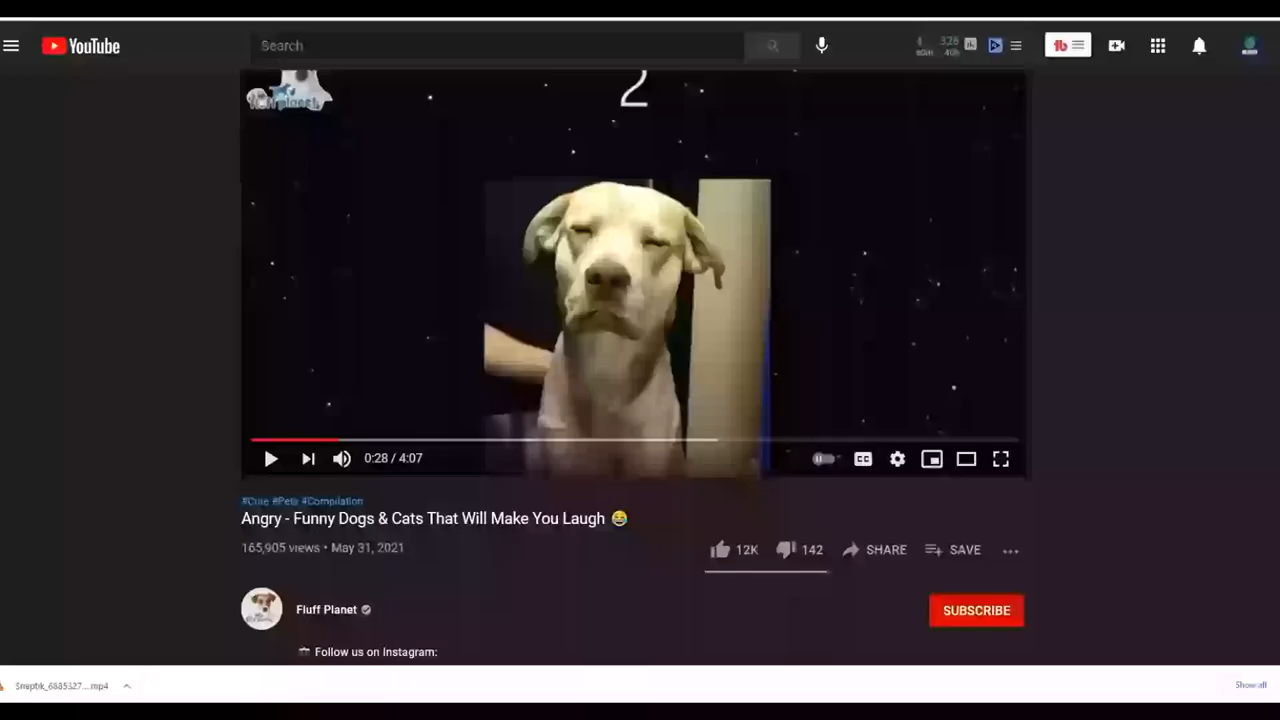 YouTube
Search
2
0:28 / 4:07
CC
#Cute #Pets #Compilation
Angry - Funny Dogs & Cats That Will Make You Laugh 😂
165,905 views • May 31, 2021
12K
142
SHARE
SAVE
Fluff Planet
SUBSCRIBE
Follow us on Instagram:
Show all